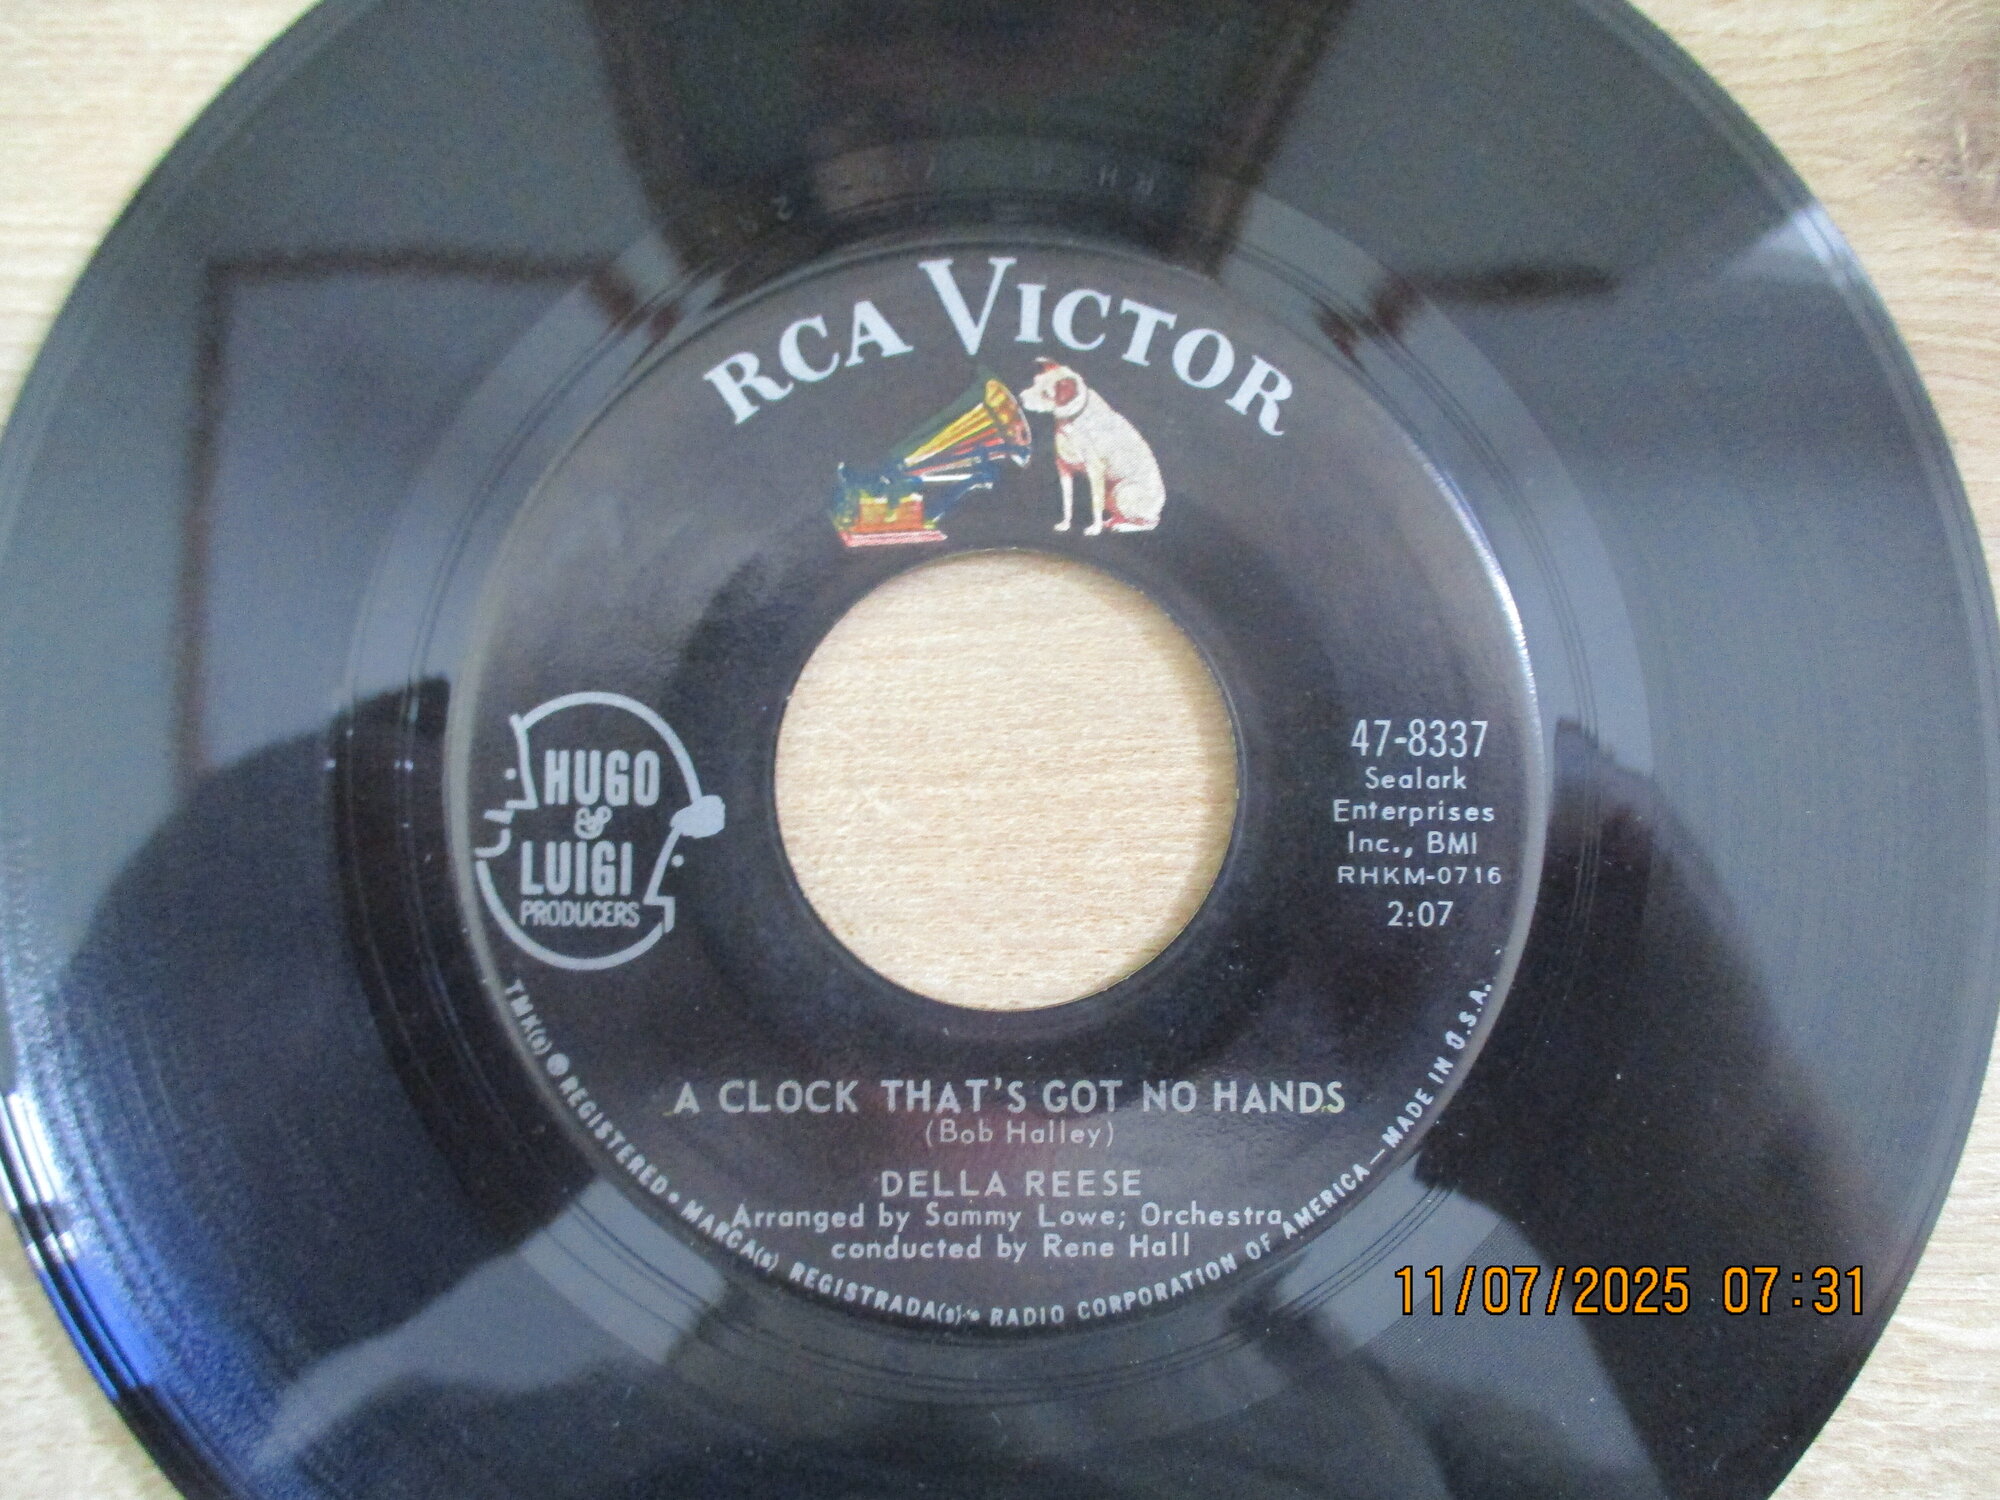 RCA VICTOR
HUGO
&
LUIGI
PRODUCERS
47-8337
Sealark
Enterprises
Inc., BMI
RHKM-0716
2:07
A CLOCK THAT'S GOT NO HANDS
(Bob Halley)
DELLA REESE
Arranged by Sammy Lowe; Orchestra
conducted by Rene Hall
TMK(s) ® REGISTERED • MARCA(s) REGISTRADA(s) • RADIO CORPORATION OF AMERICA—MADE IN U.S.A.
11/07/2025 07:31